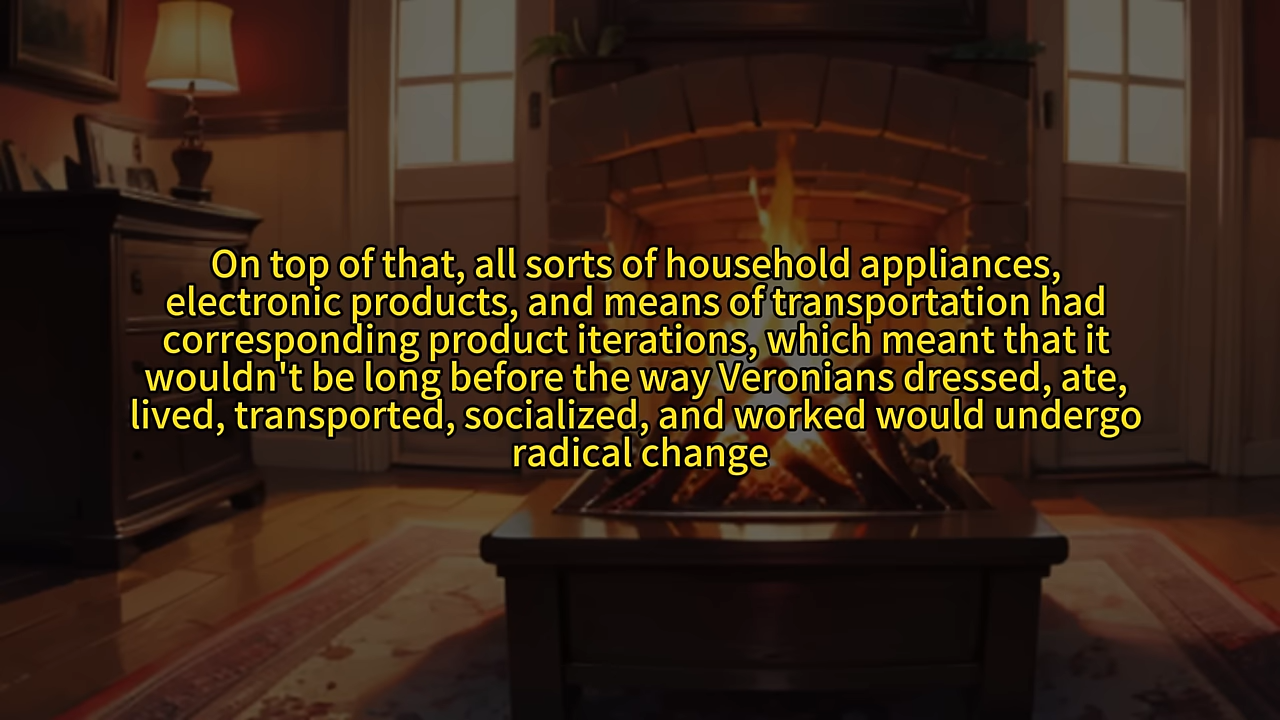 On top of that, all sorts of household appliances,
electronic products, and means of transportation had
corresponding product iterations, which meant that it
wouldn't be long before the way Veronians dressed, ate,
lived, transported, socialized, and worked would undergo
radical change